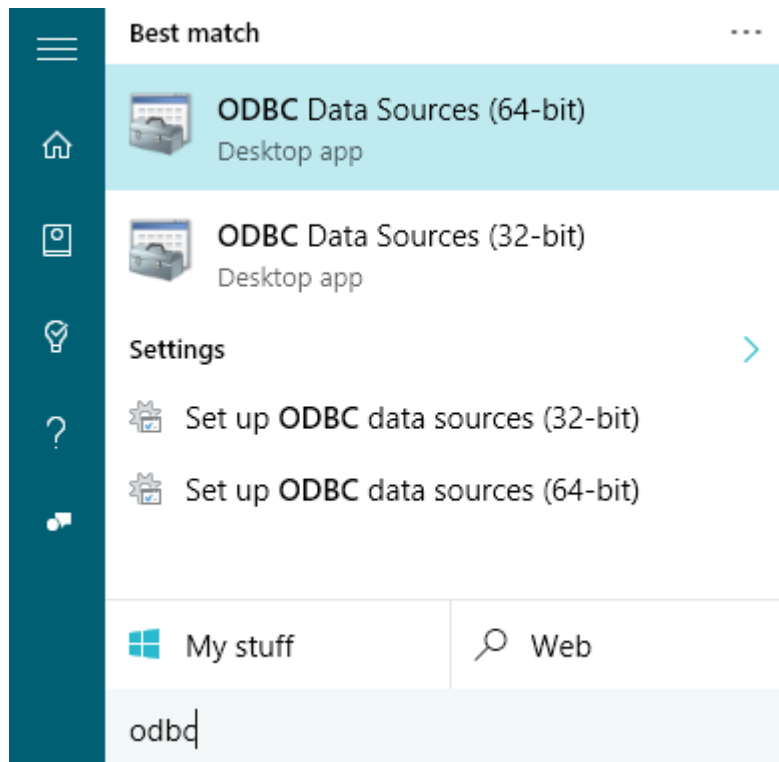 Best match
ODBC Data Sources (64-bit)
Desktop app
ODBC Data Sources (32-bit)
Desktop app
Settings
Set up ODBC data sources (32-bit)
Set up ODBC data sources (64-bit)
My stuff
Web
odbc